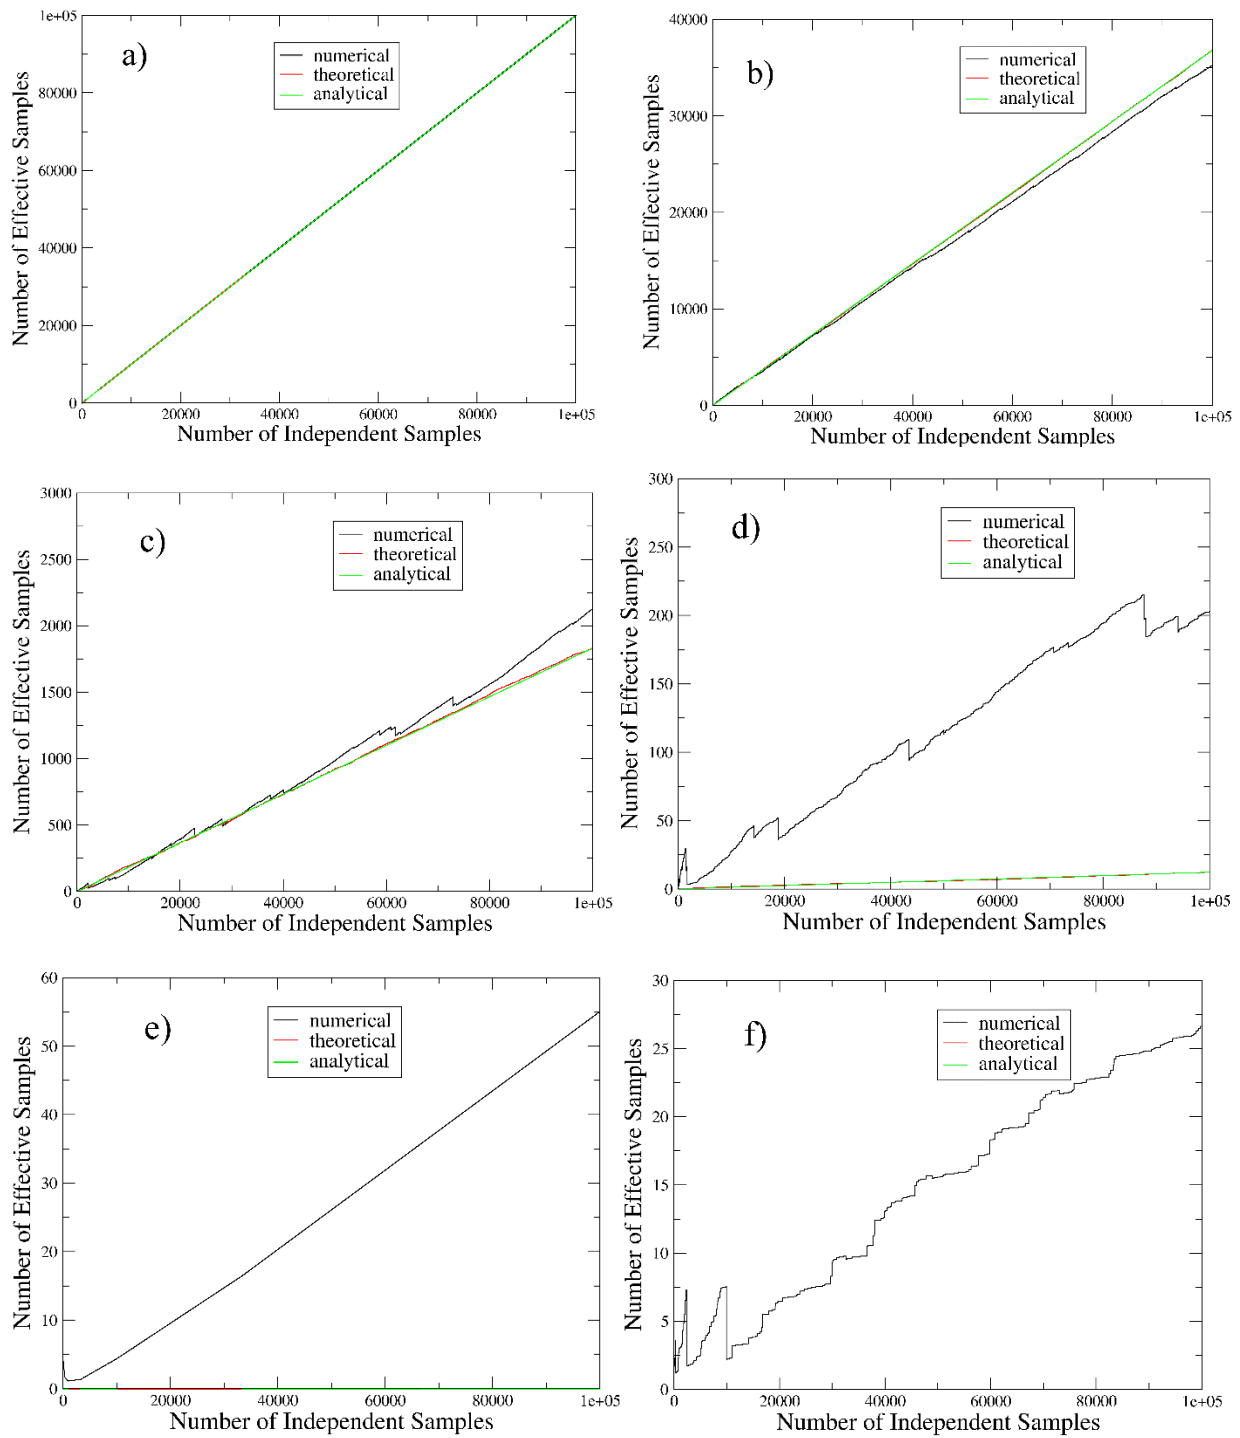 a)
1e+05
80000
60000
40000
20000
0
numerical
theoretical
analytical
0 20000 40000 60000 80000 1e+05
Number of Independent Samples
Number of Effective Samples
b)
40000
30000
20000
10000
0
numerical
theoretical
analytical
0 20000 40000 60000 80000 1e+05
Number of Independent Samples
Number of Effective Samples
c)
3000
2500
2000
1500
1000
500
0
numerical
theoretical
analytical
0 20000 40000 60000 80000 1e+05
Number of Independent Samples
Number of Effective Samples
d)
300
250
200
150
100
50
0
numerical
theoretical
analytical
0 20000 40000 60000 80000 1e+05
Number of Independent Samples
Number of Effective Samples
e)
60
50
40
30
20
10
0
numerical
theoretical
analytical
0 20000 40000 60000 80000 1e+05
Number of Independent Samples
Number of Effective Samples
f)
30
25
20
15
10
5
0
numerical
theoretical
analytical
0 20000 40000 60000 80000 1e+05
Number of Independent Samples
Number of Effective Samples